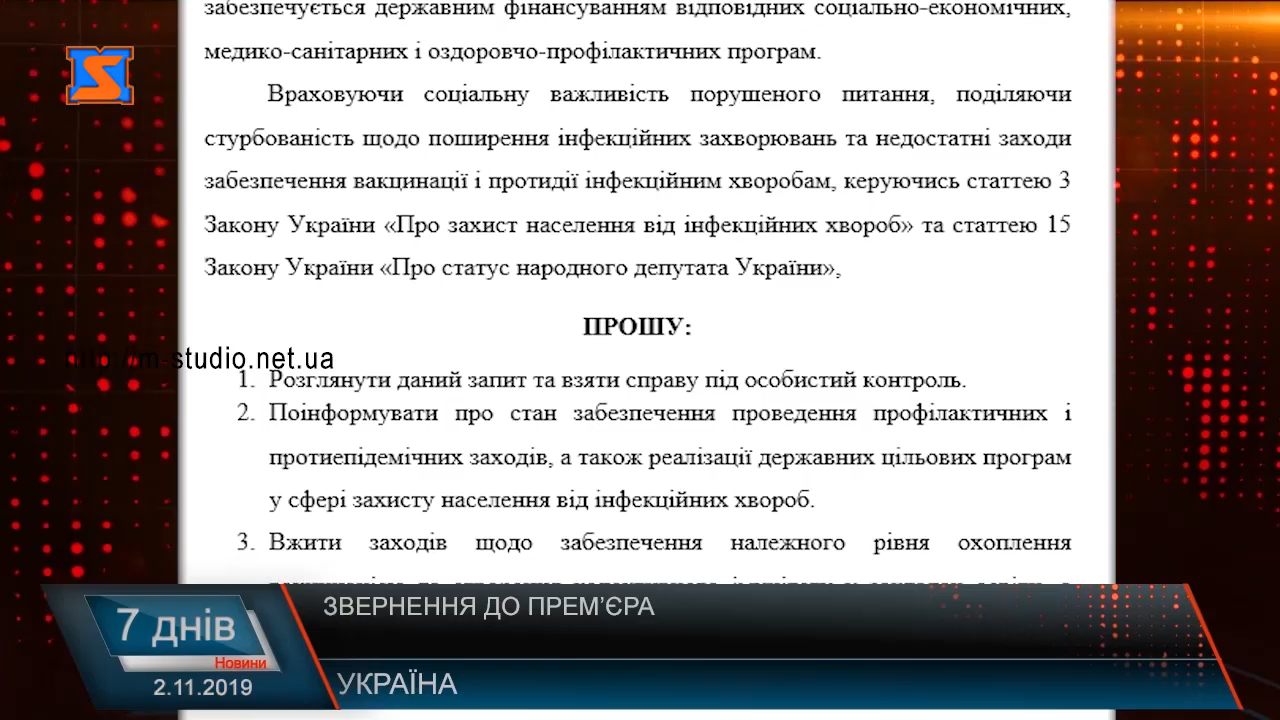 забезпечується державним фінансуванням відповідних соціально-економічних,
медико-санітарних і оздоровчо-профілактичних програм.
Враховуючи соціальну важливість порушеного питання, поділяючи
стурбованість щодо поширення інфекційних захворювань та недостатні заходи
забезпечення вакцинації і протидії інфекційним хворобам, керуючись статтею 3
Закону України «Про захист населення від інфекційних хвороб» та статтею 15
Закону України «Про статус народного депутата України»,
ПРОШУ:
http://m-studio.net.ua
1. Розглянути даний запит та взяти справу під особистий контроль.
2. Поінформувати про стан забезпечення проведення профілактичних і
протиепідемічних заходів, а також реалізації державних цільових програм
у сфері захисту населення від інфекційних хвороб.
3. Вжити заходів щодо забезпечення належного рівня охоплення
7 днів
Новини
2.11.2019
ЗВЕРНЕННЯ ДО ПРЕМ’ЄРА
УКРАЇНА